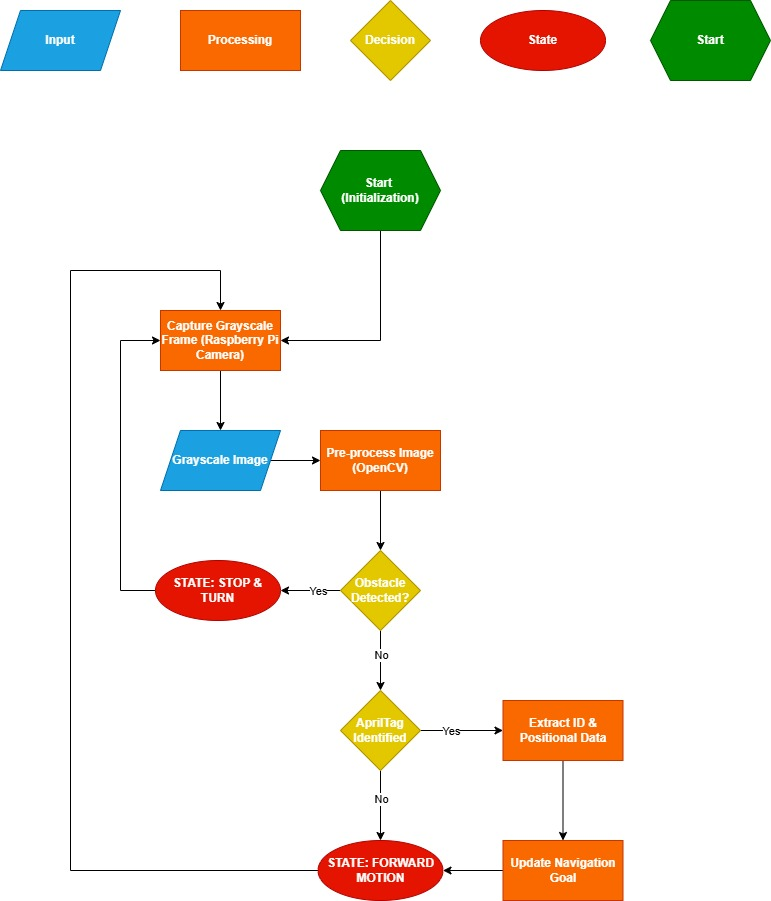 Input
Processing
Decision
State
Start
Start
(Initialization)
Capture Grayscale
Frame (Raspberry Pi
Camera)
Grayscale Image
Pre-process Image
(OpenCV)
Obstacle
Detected?
Yes
STATE: STOP &
TURN
No
AprilTag
Identified
Yes
Extract ID &
Positional Data
No
Update Navigation
Goal
STATE: FORWARD
MOTION